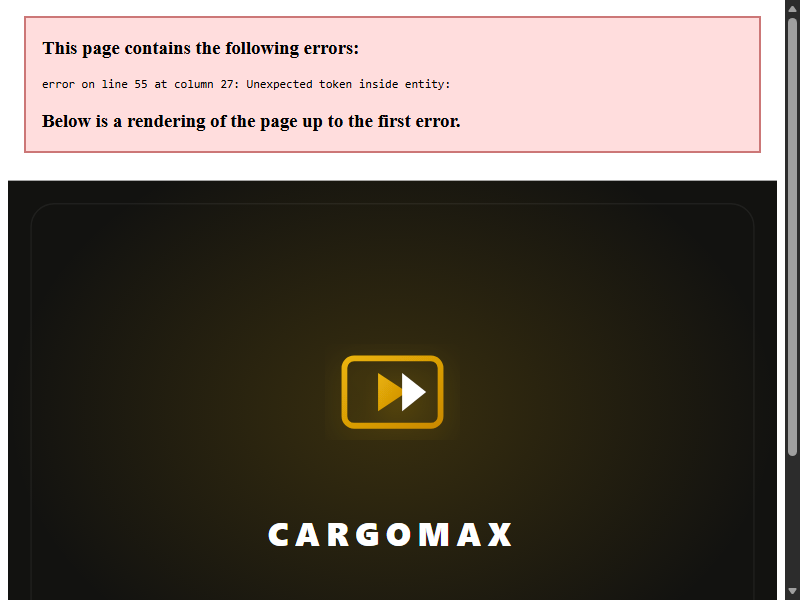 This page contains the following errors:
error on line 55 at column 27: Unexpected token inside entity:
Below is a rendering of the page up to the first error.
CARGOMAX